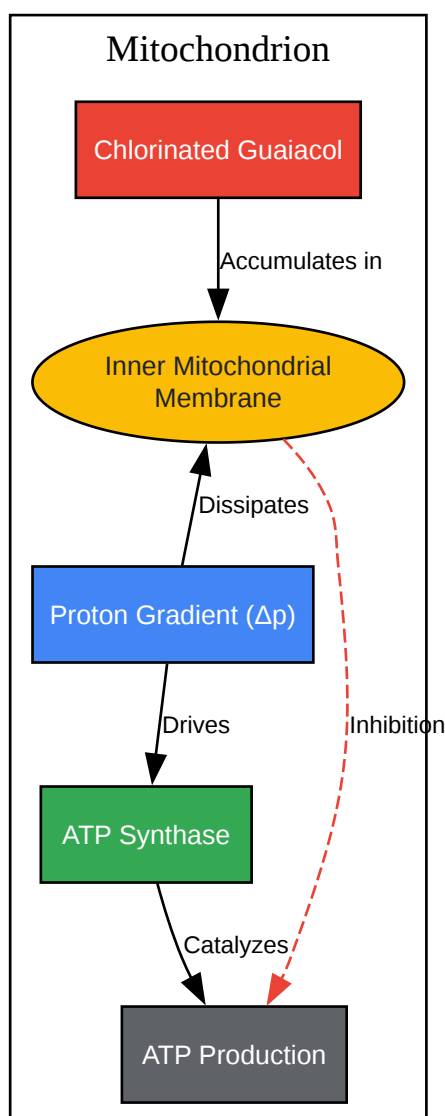 Mitochondrion
Chlorinated Guaiacol
Accumulates in
Inner Mitochondrial
Membrane
Dissipates
Proton Gradient (Δp)
Drives
Inhibition
ATP Synthase
Catalyzes
ATP Production